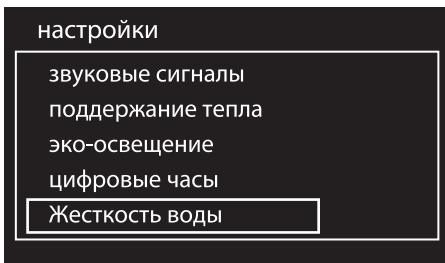 настройки
звуковые сигналы
поддержание тепла
эко-освещение
цифровые часы
Жесткость воды